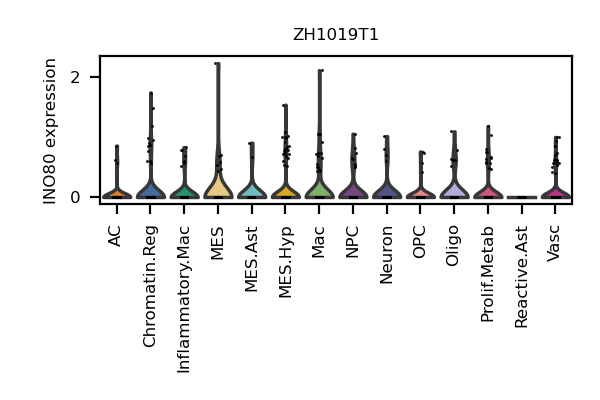 ZH1019T1
INO80 expression
2
0
AC
Chromatin.Reg
Inflammatory.Mac
MES
MES.Ast
MES.Hyp
Mac
NPC
Neuron
OPC
Oligo
Prolif.Metab
Reactive.Ast
Vasc